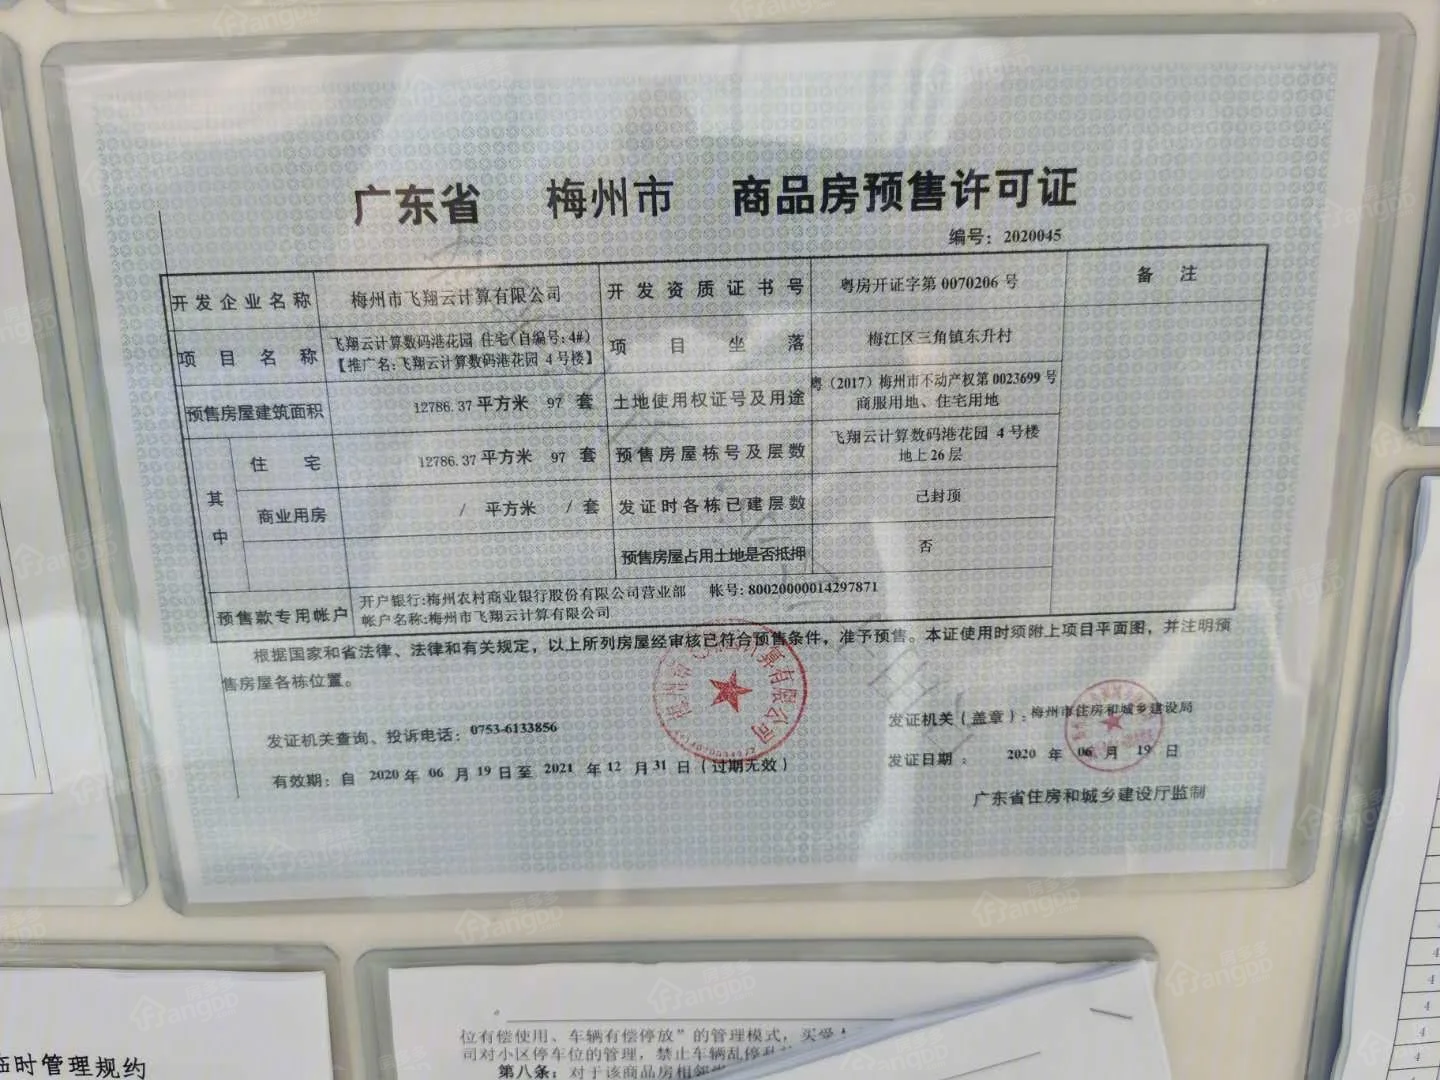 广东省 梅州市 商品房预售许可证
编号：2020045
开发企业名称 梅州市飞翔云计算有限公司 开发资质证书号 粤房开证字第0070206号 备注
项目名称 飞翔云计算数码港花园 住宅(自编号:4#)
【推广名:飞翔云计算数码港花园 4号楼】
项目坐落 梅江区三角镇东升村
预售房屋建筑面积 12786.37平方米 97 套 土地使用权证号及用途 粤（2017）梅州市不动产权第0023699号
商服用地、住宅用地
其中 住宅 12786.37平方米 97 套 预售房屋栋号及层数 飞翔云计算数码港花园 4号楼
地上26层
商业用房 / 平方米 / 套 发证时各栋已建层数 已封顶
预售房屋占用土地是否抵押 否
预售款专用帐户 开户银行:梅州农村商业银行股份有限公司营业部 帐号:80020000014297871
帐户名称:梅州市飞翔云计算有限公司
根据国家和省法律、法律和有关规定，以上所列房屋经审核已符合预售条件，准予预售。本证使用时须附上项目平面图，并注明预
售房屋各栋位置。
发证机关查询、投诉电话：0753-6133856
发证机关（盖章）：梅州市住房和城乡建设局
有效期：自 2020年 06 月 19日至 2021 年 12 月 31 日（过期无效）
发证日期： 2020 年 06 月 19 日
广东省住房和城乡建设厅监制
临时管理规约
位有偿使用、车辆有偿停放”的管理模式，买受人
司对小区停车位的管理，禁止车辆乱停
第八条：对于该商品房相邻